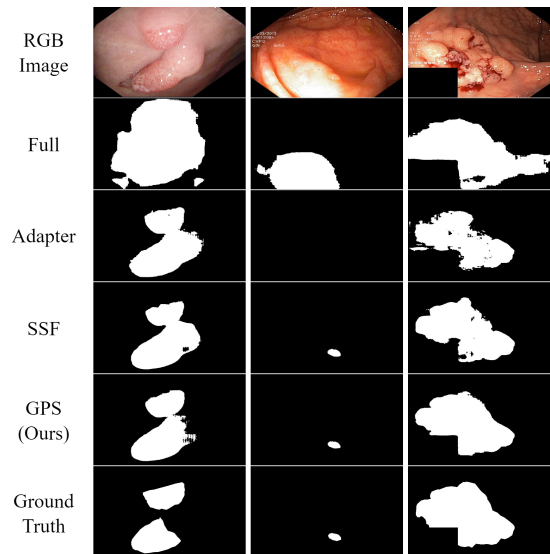 RGB
Image
Full
Adapter
SSF
GPS
(Ours)
Ground
Truth